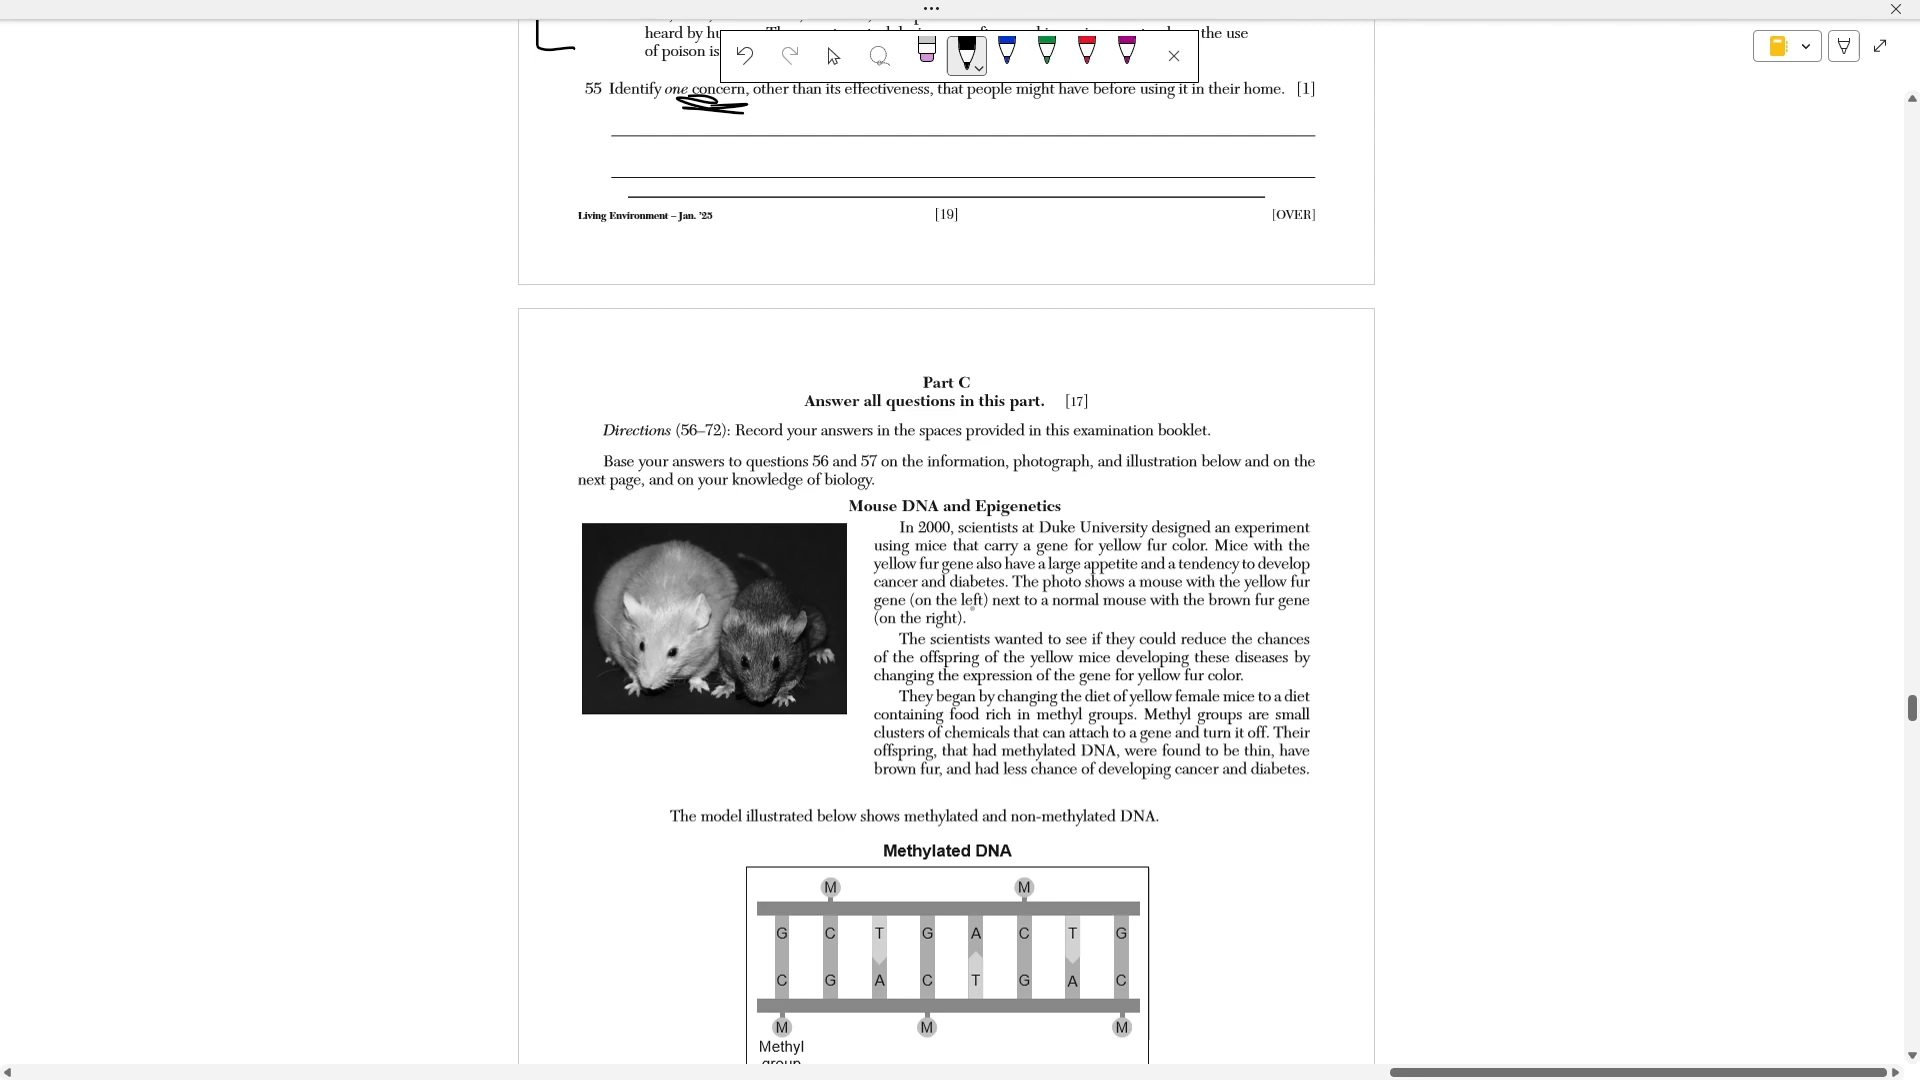 heard by hu
the use
of poison is
55 Identify one concern, other than its effectiveness, that people might have before using it in their home. [1]
Living Environment – Jan. ’25 [19] [OVER]
Part C
Answer all questions in this part. [17]
Directions (56–72): Record your answers in the spaces provided in this examination booklet.
Base your answers to questions 56 and 57 on the information, photograph, and illustration below and on the
next page, and on your knowledge of biology.
Mouse DNA and Epigenetics
In 2000, scientists at Duke University designed an experiment
using mice that carry a gene for yellow fur color. Mice with the
yellow fur gene also have a large appetite and a tendency to develop
cancer and diabetes. The photo shows a mouse with the yellow fur
gene (on the left) next to a normal mouse with the brown fur gene
(on the right).
The scientists wanted to see if they could reduce the chances
of the offspring of the yellow mice developing these diseases by
changing the expression of the gene for yellow fur color.
They began by changing the diet of yellow female mice to a diet
containing food rich in methyl groups. Methyl groups are small
clusters of chemicals that can attach to a gene and turn it off. Their
offspring, that had methylated DNA, were found to be thin, have
brown fur, and had less chance of developing cancer and diabetes.
The model illustrated below shows methylated and non-methylated DNA.
Methylated DNA
M M
G C T G A C T G
C G A C T G A C
M M M
Methyl